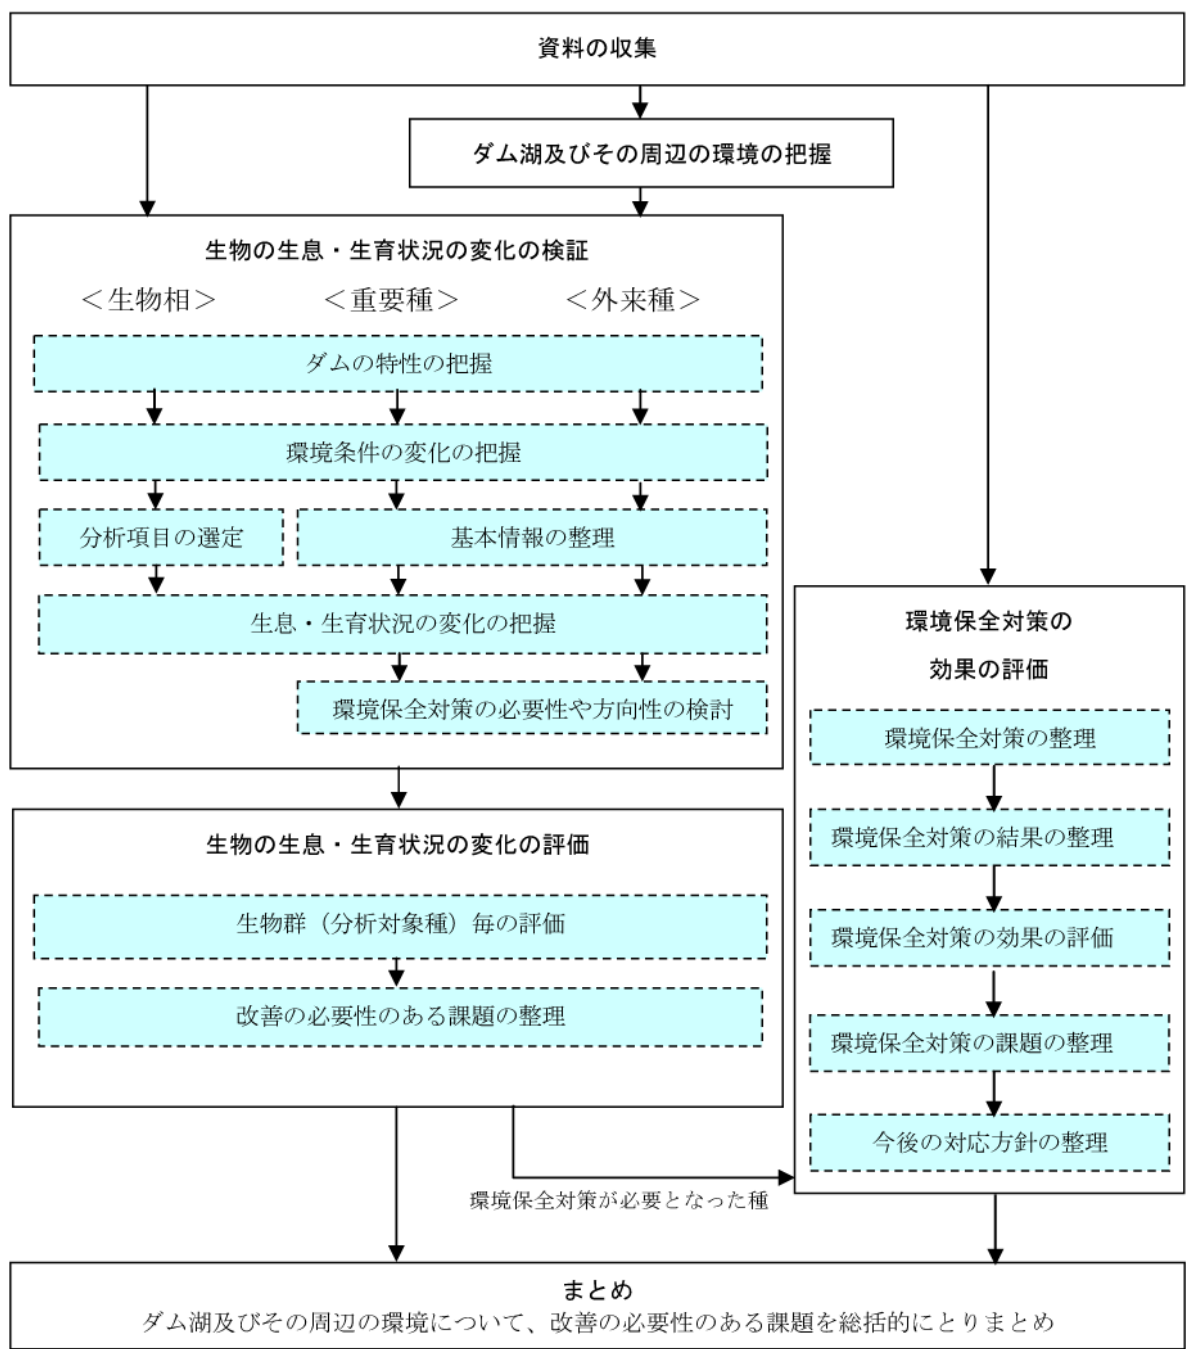 資料の収集
ダム湖及びその周辺の環境の把握
生物の生息・生育状況の変化の検証
＜生物相＞ ＜重要種＞ ＜外来種＞
ダムの特性の把握
環境条件の変化の把握
分析項目の選定 基本情報の整理
生息・生育状況の変化の把握
環境保全対策の必要性や方向性の検討
生物の生息・生育状況の変化の評価
生物群（分析対象種）毎の評価
改善の必要性のある課題の整理
環境保全対策が必要となった種
環境保全対策の
効果の評価
環境保全対策の整理
環境保全対策の結果の整理
環境保全対策の効果の評価
環境保全対策の課題の整理
今後の対応方針の整理
まとめ
ダム湖及びその周辺の環境について、改善の必要性のある課題を総括的にとりまとめ